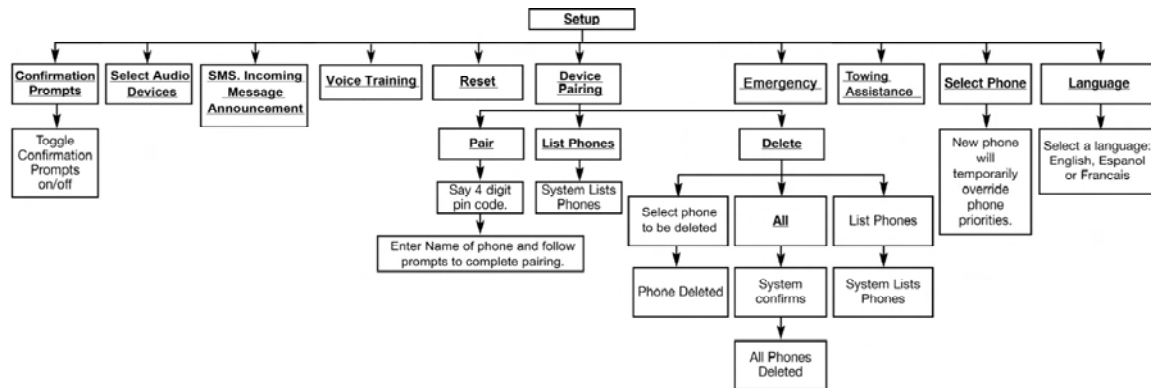 Setup
Confirmation
Prompts
Select Audio
Devices
SMS. Incoming
Message
Announcement
Voice Training
Reset
Device
Pairing
Emergency
Towing
Assistance
Select Phone
Language
Toggle
Confirmation
Prompts
on/off
Pair
List Phones
Delete
New phone
will
temporarily
override
phone
priorities.
Select a language:
English, Espanol
or Francais
Say 4 digit
pin code.
System Lists
Phones
Enter Name of phone and follow
prompts to complete pairing.
Select phone
to be deleted
All
List Phones
Phone Deleted
System
confirms
System Lists
Phones
All Phones
Deleted